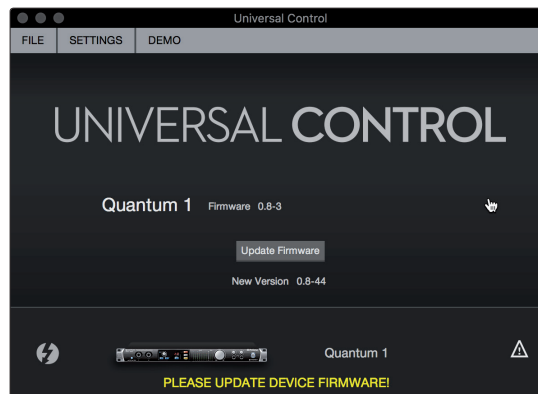 Universal Control
FILE SETTINGS DEMO
UNIVERSAL CONTROL
Quantum 1 Firmware 0.8-3
Update Firmware
New Version 0.8-44
Quantum 1
PLEASE UPDATE DEVICE FIRMWARE!